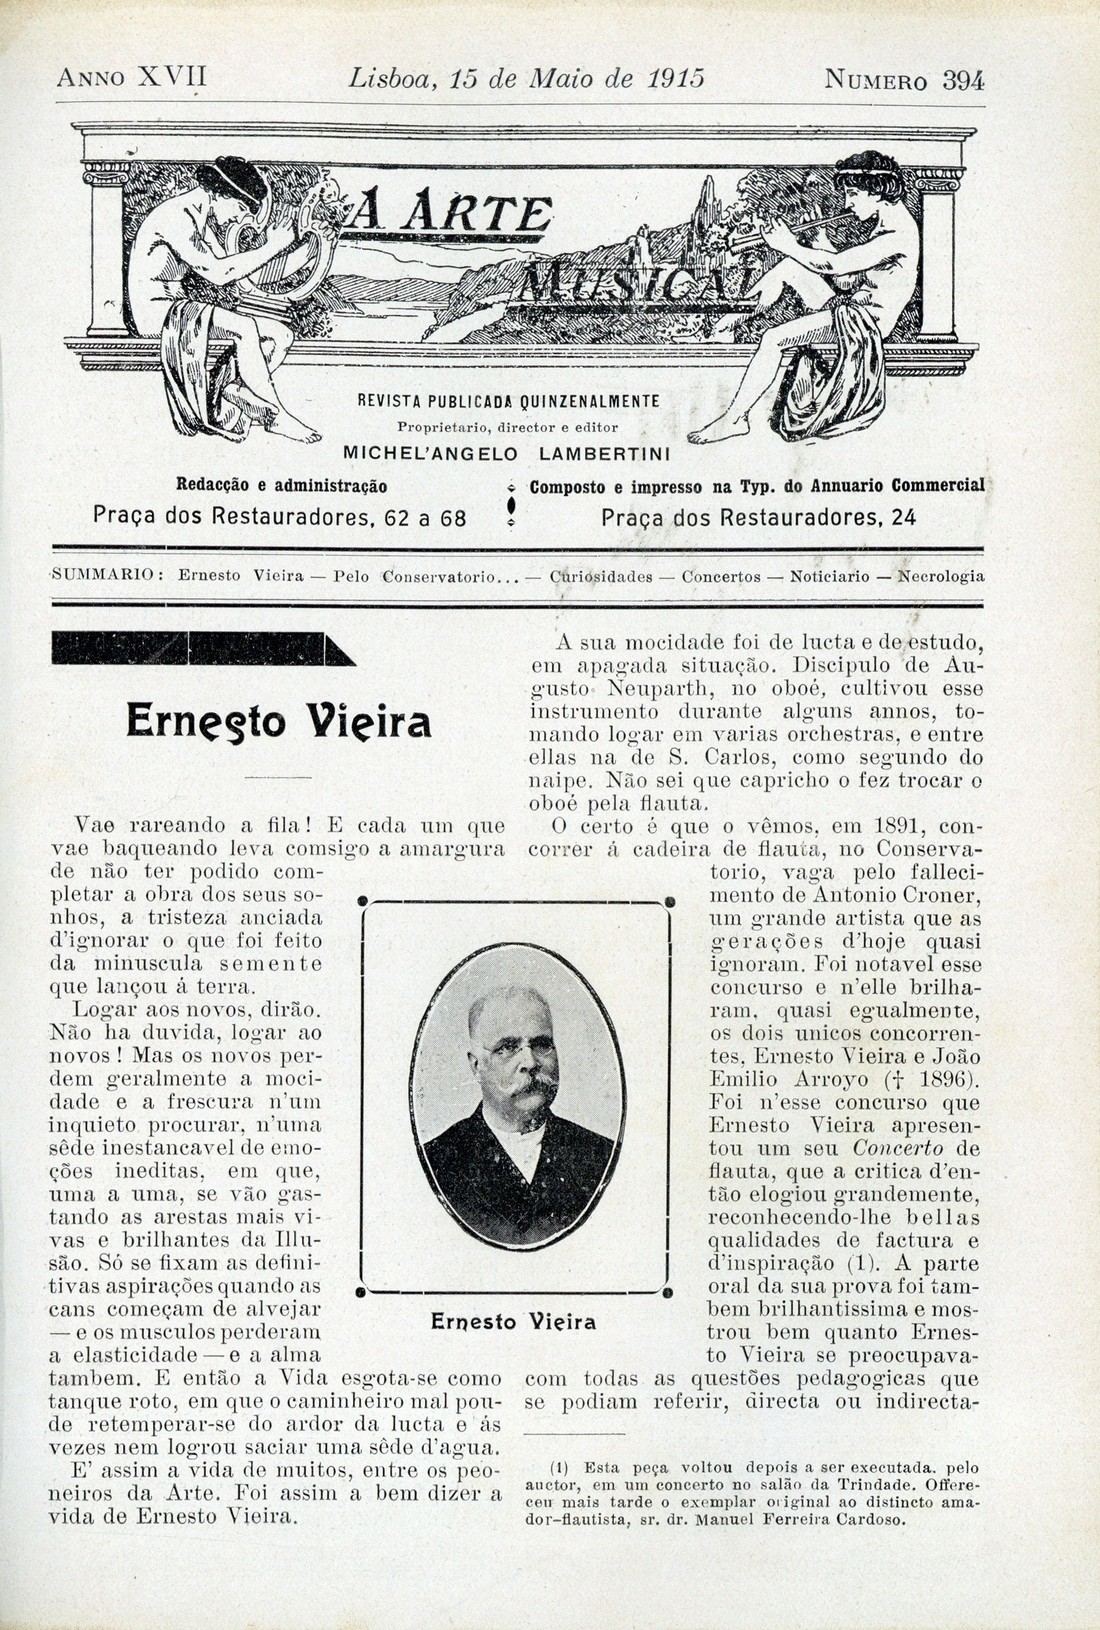 ANNO XVII
Lisboa, 15 de Maio de 1915
NUMERO 394
A ARTE
MUSICAL
REVISTA PUBLICADA QUINZENALMENTE
Proprietario, director e editor
MICHEL'ANGELO LAMBERTINI
Redacção e administração
Praça dos Restauradores, 62 a 68
Composto e impresso na Typ. do Annuario Commercial
Praça dos Restauradores, 24
SUMMARIO: Ernesto Vieira — Pelo Conservatorio... — Curiosidades — Concertos — Noticiario — Necrologia
Ernesto Vieira
Vae rareando a fila! E cada um que
vae baqueando leva comsigo a amargura
de não ter podido com-
pletar a obra dos seus so-
nhos, a tristeza anciada
d'ignorar o que foi feito
da minuscula semente
que lançou á terra.
Logar aos novos, dirão.
Não ha duvida, logar ao
novos! Mas os novos per-
dem geralmente a moci-
dade e a frescura n'um
inquieto procurar, n'uma
sêde inestancavel de emo-
ções ineditas, em que,
uma a uma, se vão gas-
tando as arestas mais vi-
vas e brilhantes da Illu-
são. Só se fixam as defini-
tivas aspirações quando as
cans começam de alvejar
— e os musculos perderam
a elasticidade — e a alma
tambem. E então a Vida esgota-se como
tanque roto, em que o caminheiro mal pou-
de retemperar-se do ardor da lucta e ás
vezes nem logrou saciar uma sêde d'agua.
E' assim a vida de muitos, entre os peo-
neiros da Arte. Foi assim a bem dizer a
vida de Ernesto Vieira.
Ernesto Vieira
A sua mocidade foi de lucta e de estudo,
em apagada situação. Discipulo de Au-
gusto Neuparth, no oboé, cultivou esse
instrumento durante alguns annos, to-
mando logar em varias orchestras, e entre
ellas na de S. Carlos, como segundo do
naipe. Não sei que capricho o fez trocar o
oboé pela flauta.
O certo é que o vêmos, em 1891, con-
correr á cadeira de flauta, no Conserva-
torio, vaga pelo falleci-
mento de Antonio Croner,
um grande artista que as
gerações d'hoje quasi
ignoram. Foi notavel esse
concurso e n'elle brilha-
ram, quasi egualmente,
os dois unicos concorren-
tes, Ernesto Vieira e João
Emilio Arroyo († 1896).
Foi n'esse concurso que
Ernesto Vieira apresen-
tou um seu Concerto de
flauta, que a critica d'en-
tão elogiou grandemente,
reconhecendo-lhe bellas
qualidades de factura e
d'inspiração (1). A parte
oral da sua prova foi tam-
bem brilhantissima e mos-
trou bem quanto Ernes-
to Vieira se preocupava-
com todas as questões pedagogicas que
se podiam referir, directa ou indirecta-
(1) Esta peça voltou depois a ser executada. pelo
auctor, em um concerto no salão da Trindade. Offere-
ceu mais tarde o exemplar original ao distincto ama-
dor-flautista, sr. dr. Manuel Ferreira Cardoso.